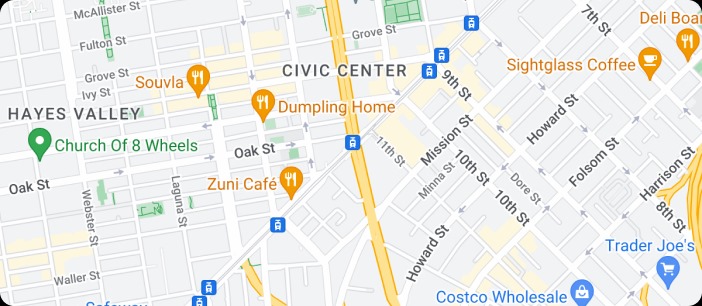 McAllister St
7th St
Deli Boar
Fulton St
Grove St
Grove St
Ivy St
CIVIC CENTER
Sightglass Coffee
Souvla
9th St
HAYES VALLEY
Dumpling Home
Howard St
Mission St
Church Of 8 Wheels
Oak St
11th St
Folsom St
10th St
Minna St
Dore St
Harrison St
Oak St
Zuni Café
10th St
8th St
Webster St
Laguna St
Howard St
Trader Joe's
Waller St
Costco Wholesale
Safeway